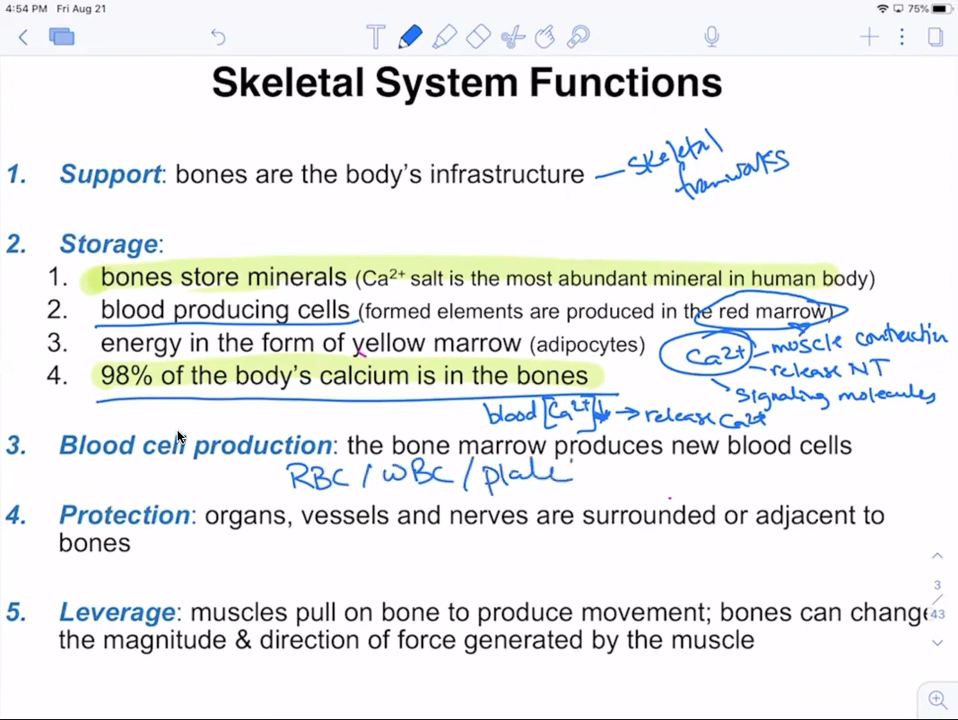 4:54 PM Fri Aug 21 75%
Skeletal System Functions
1. Support: bones are the body's infrastructure — skeletal
framworks
2. Storage:
1. bones store minerals (Ca²⁺ salt is the most abundant mineral in human body)
2. blood producing cells (formed elements are produced in the red marrow)
3. energy in the form of yellow marrow (adipocytes)
Ca²⁺ – muscle contraction
– release NT
signaling molecules
4. 98% of the body's calcium is in the bones
blood [Ca²⁺]↓ → release Ca²⁺
3. Blood cell production: the bone marrow produces new blood cells
RBC / WBC / plate
4. Protection: organs, vessels and nerves are surrounded or adjacent to
bones
5. Leverage: muscles pull on bone to produce movement; bones can change
the magnitude & direction of force generated by the muscle
3
/
43